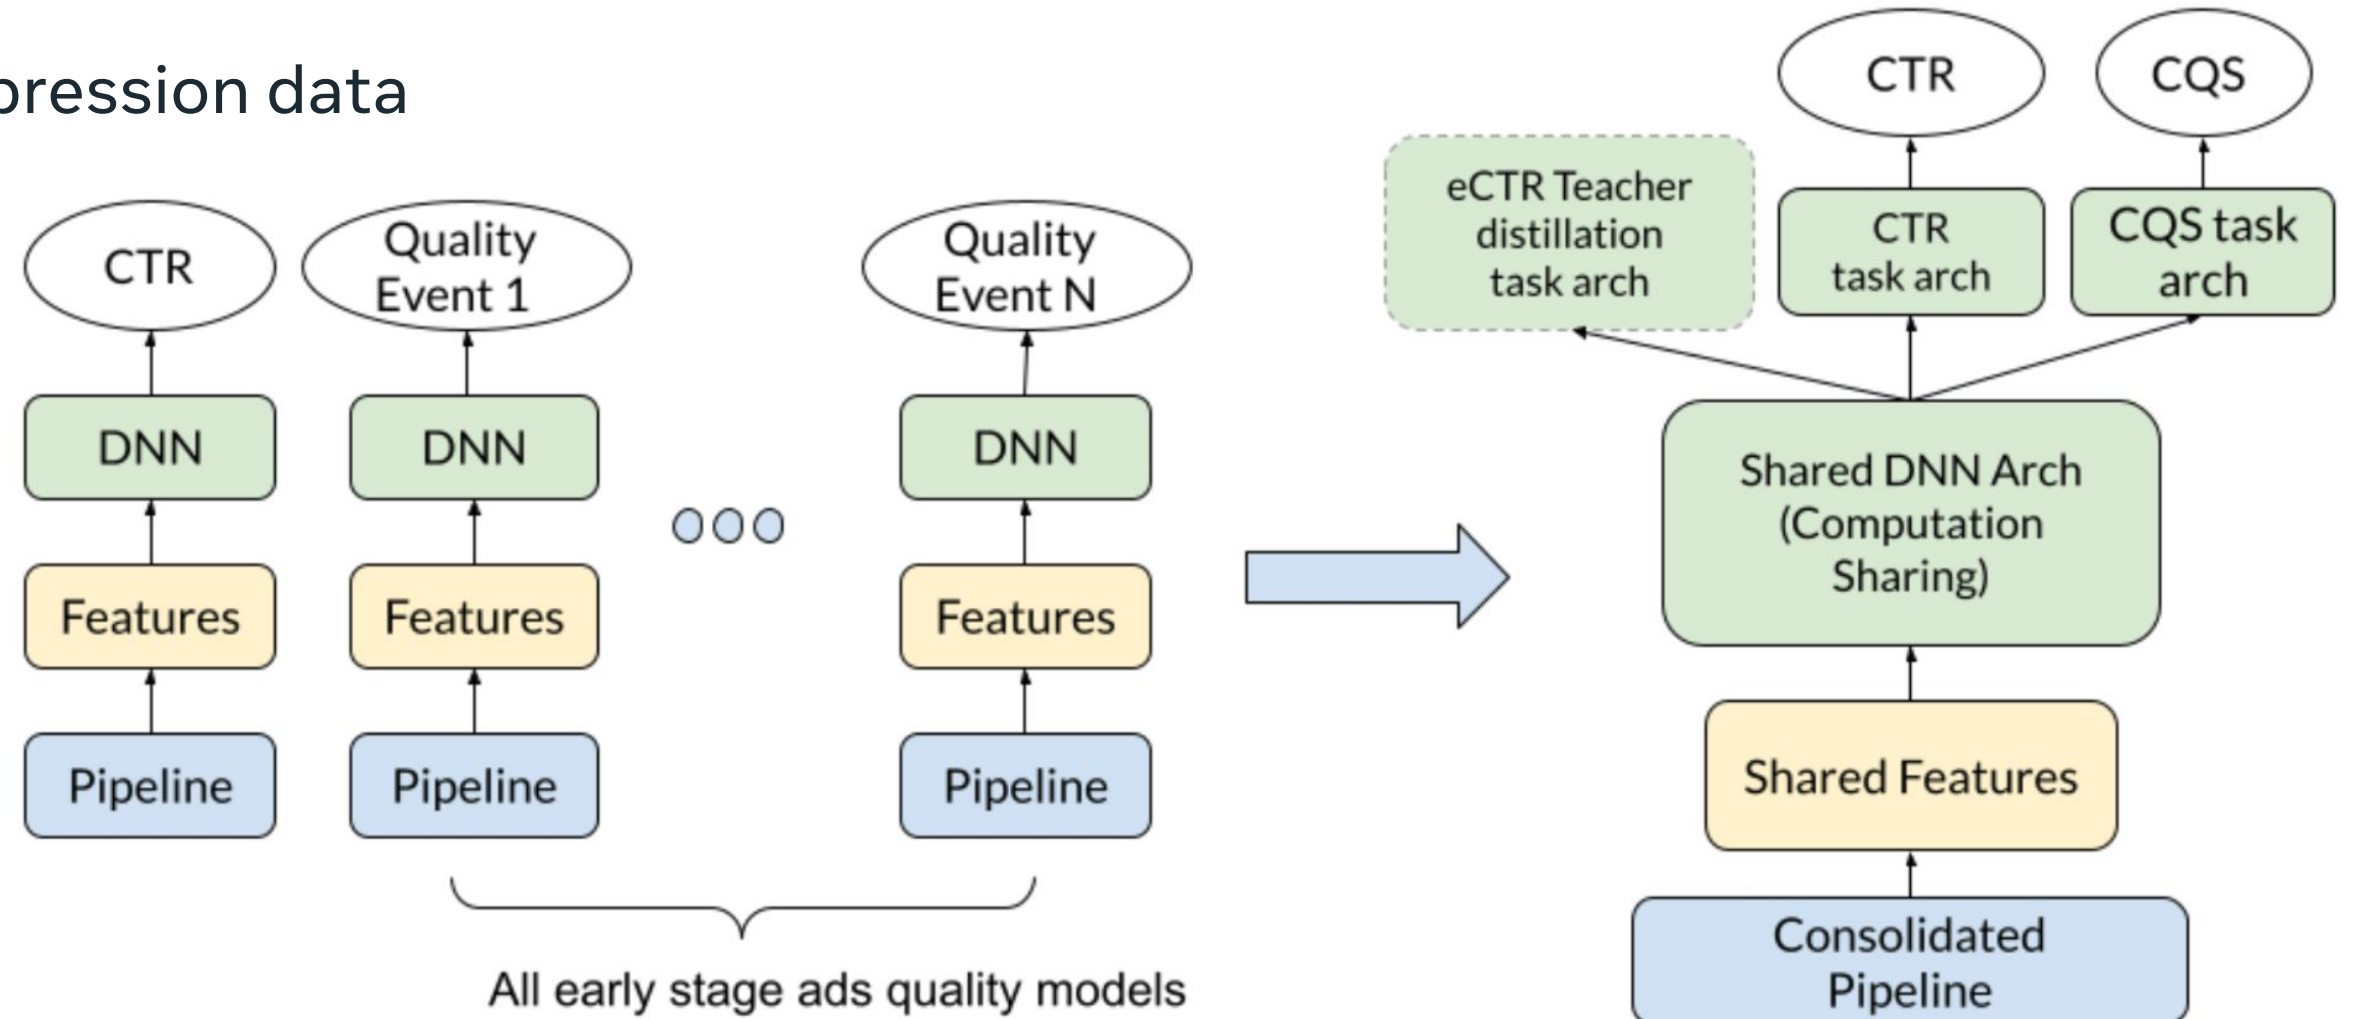 pression data
CTR
Quality
Event 1
Quality
Event N
DNN
DNN
DNN
Features
Features
Features
Pipeline
Pipeline
Pipeline
All early stage ads quality models
CTR
CQS
eCTR Teacher
distillation
task arch
CTR
task arch
CQS task
arch
Shared DNN Arch
(Computation
Sharing)
Shared Features
Consolidated
Pipeline